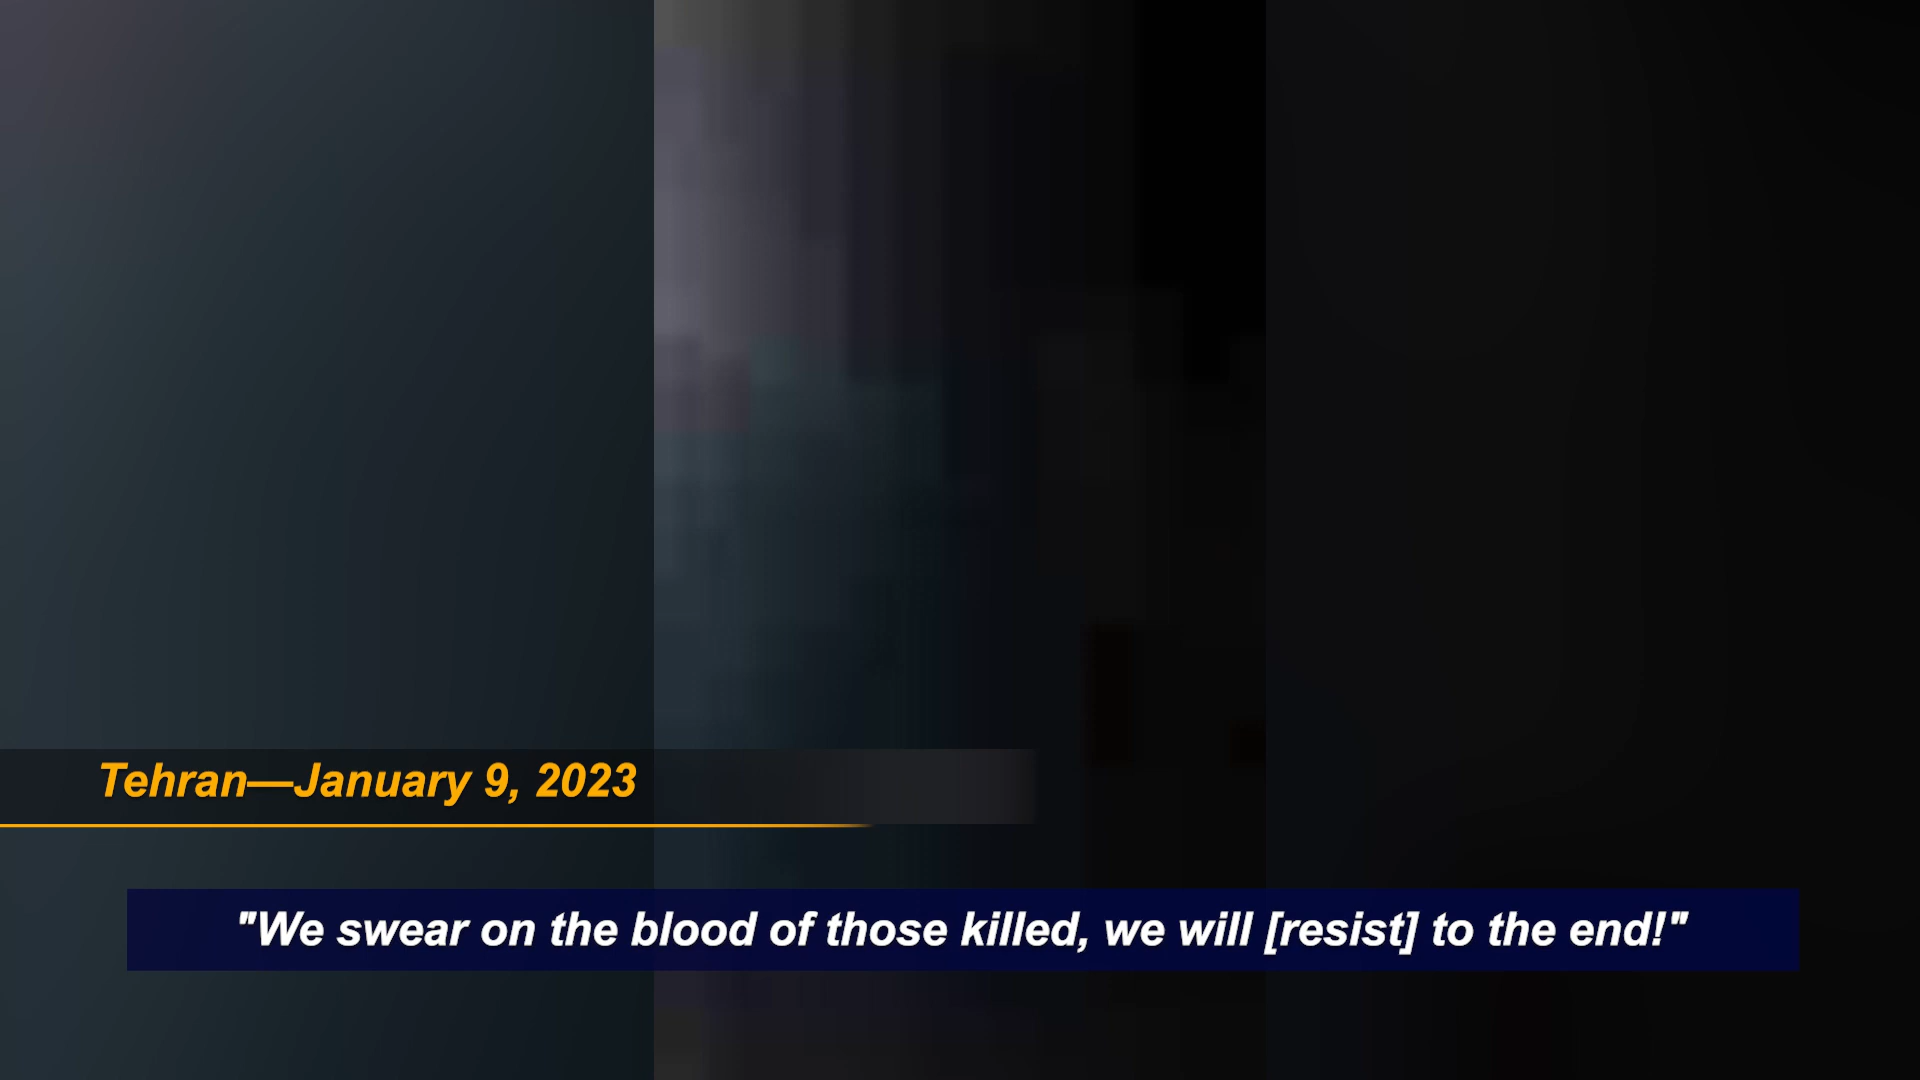 Tehran—January 9, 2023
"We swear on the blood of those killed, we will [resist] to the end!"